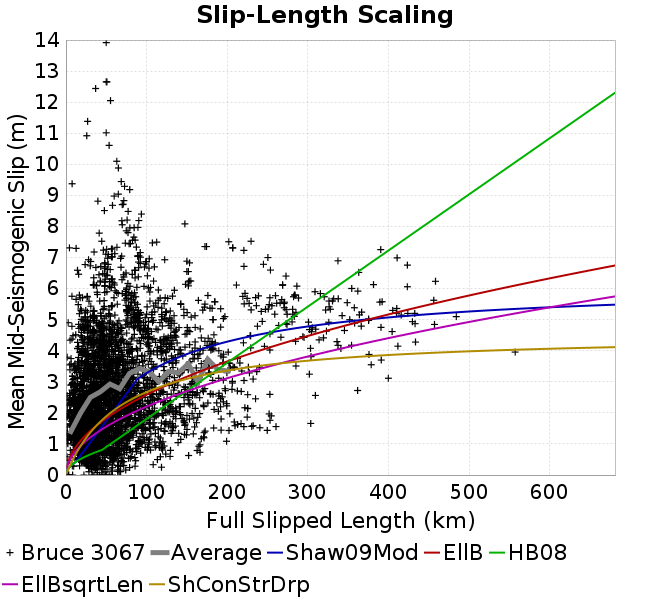 Slip-Length Scaling
Mean Mid-Seismogenic Slip (m)
14
13
12
11
10
9
8
7
6
5
4
3
2
1
0
0 100 200 300 400 500 600
Full Slipped Length (km)
Bruce 3067 Average Shaw09Mod EllB HB08
EllBsqrtLen ShConStrDrp